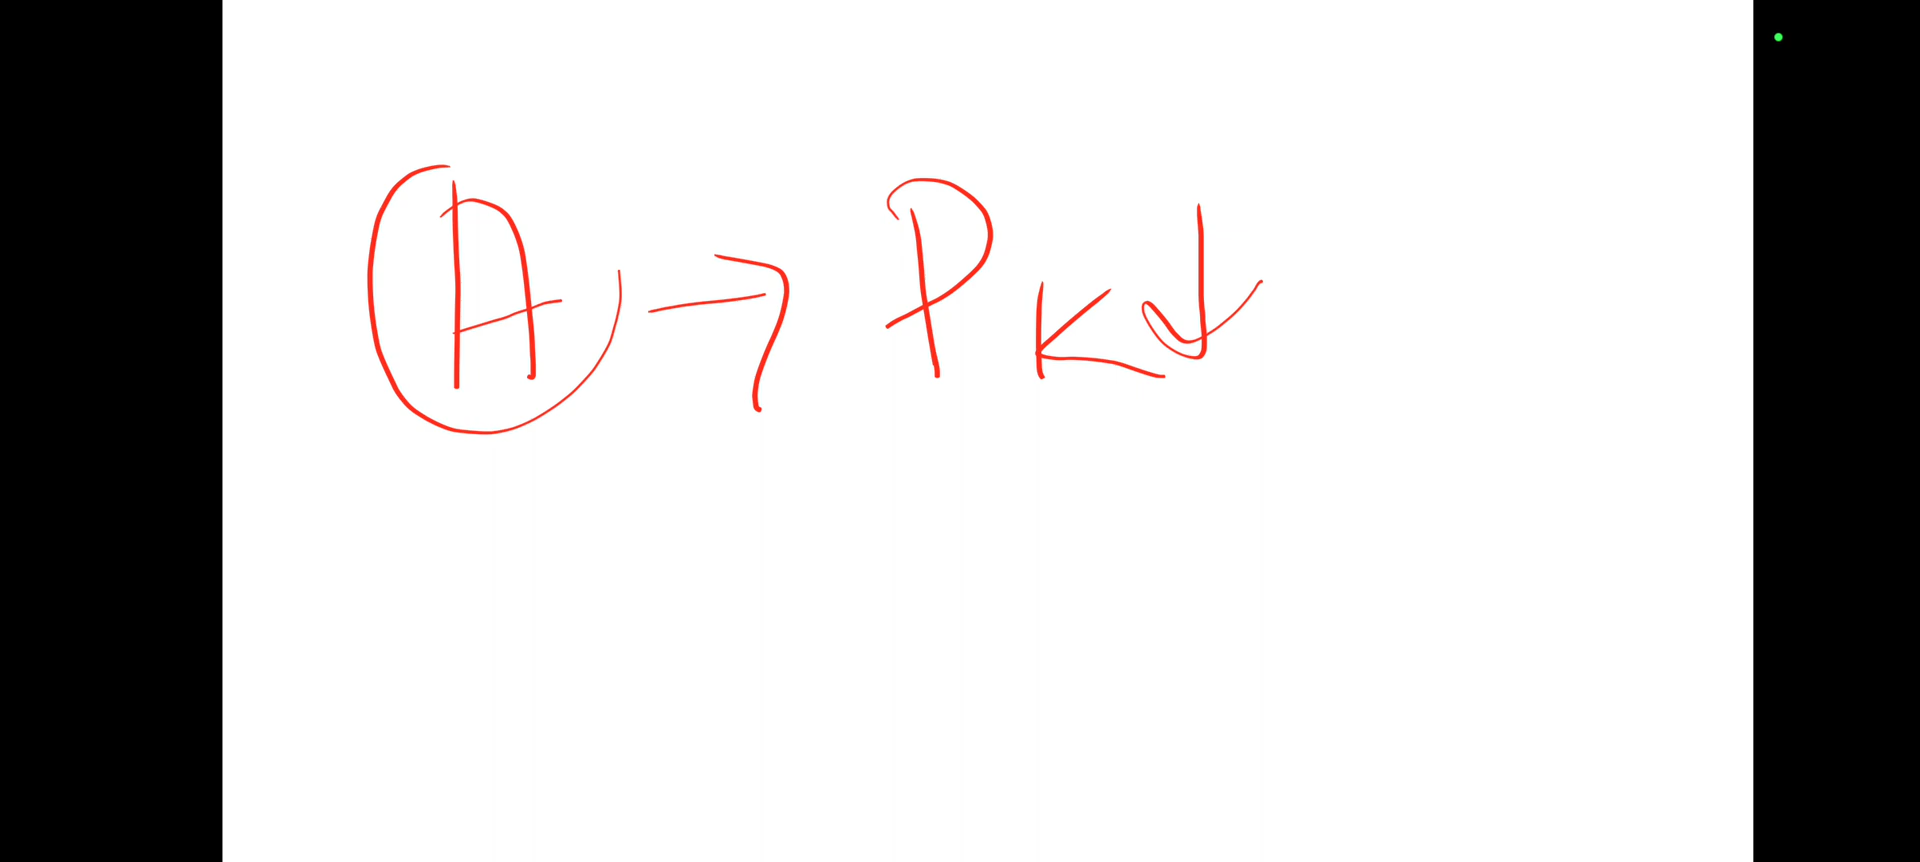 A → PK↓